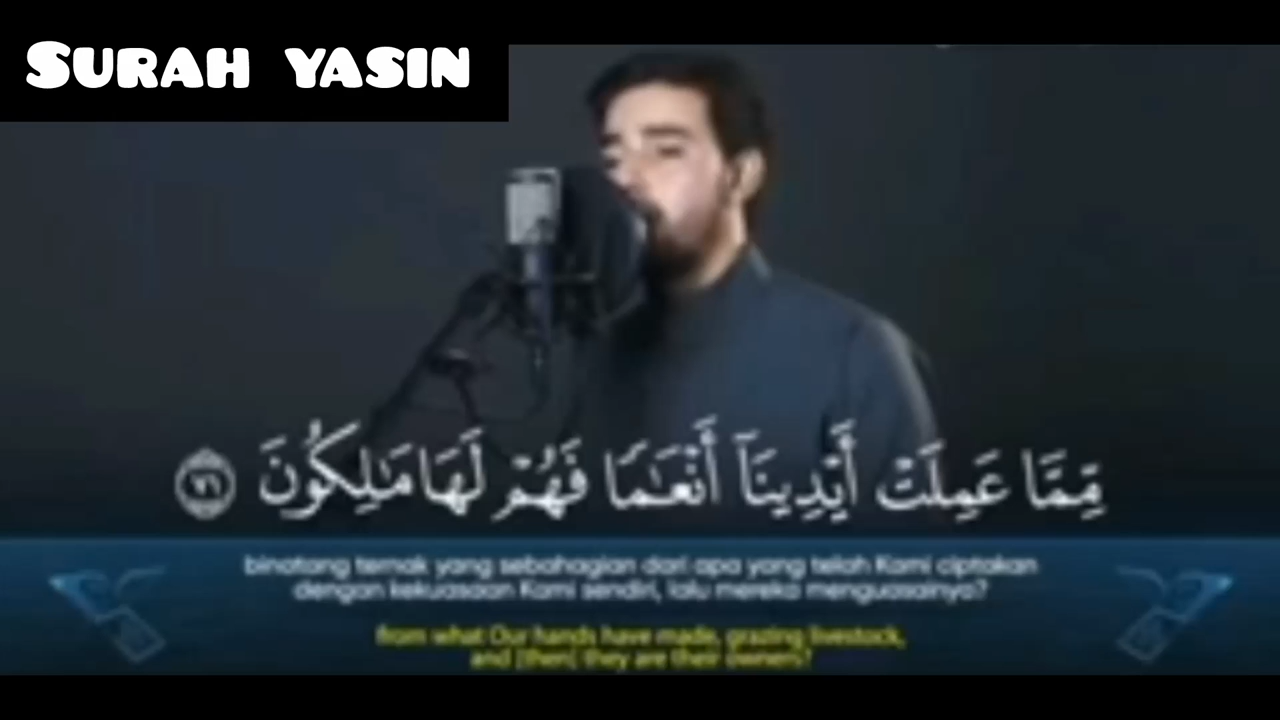 SURAH YASIN
مِّمَّا عَمِلَتْ أَيْدِينَآ أَنْعَٰمًا فَهُمْ لَهَا مَٰلِكُونَ ٧١
binatang ternak yang sebahagian dari apa yang telah Kami ciptakan
dengan kekuasaan Kami sendiri, lalu mereka menguasainya?
from what Our hands have made, grazing livestock,
and [then] they are their owners?